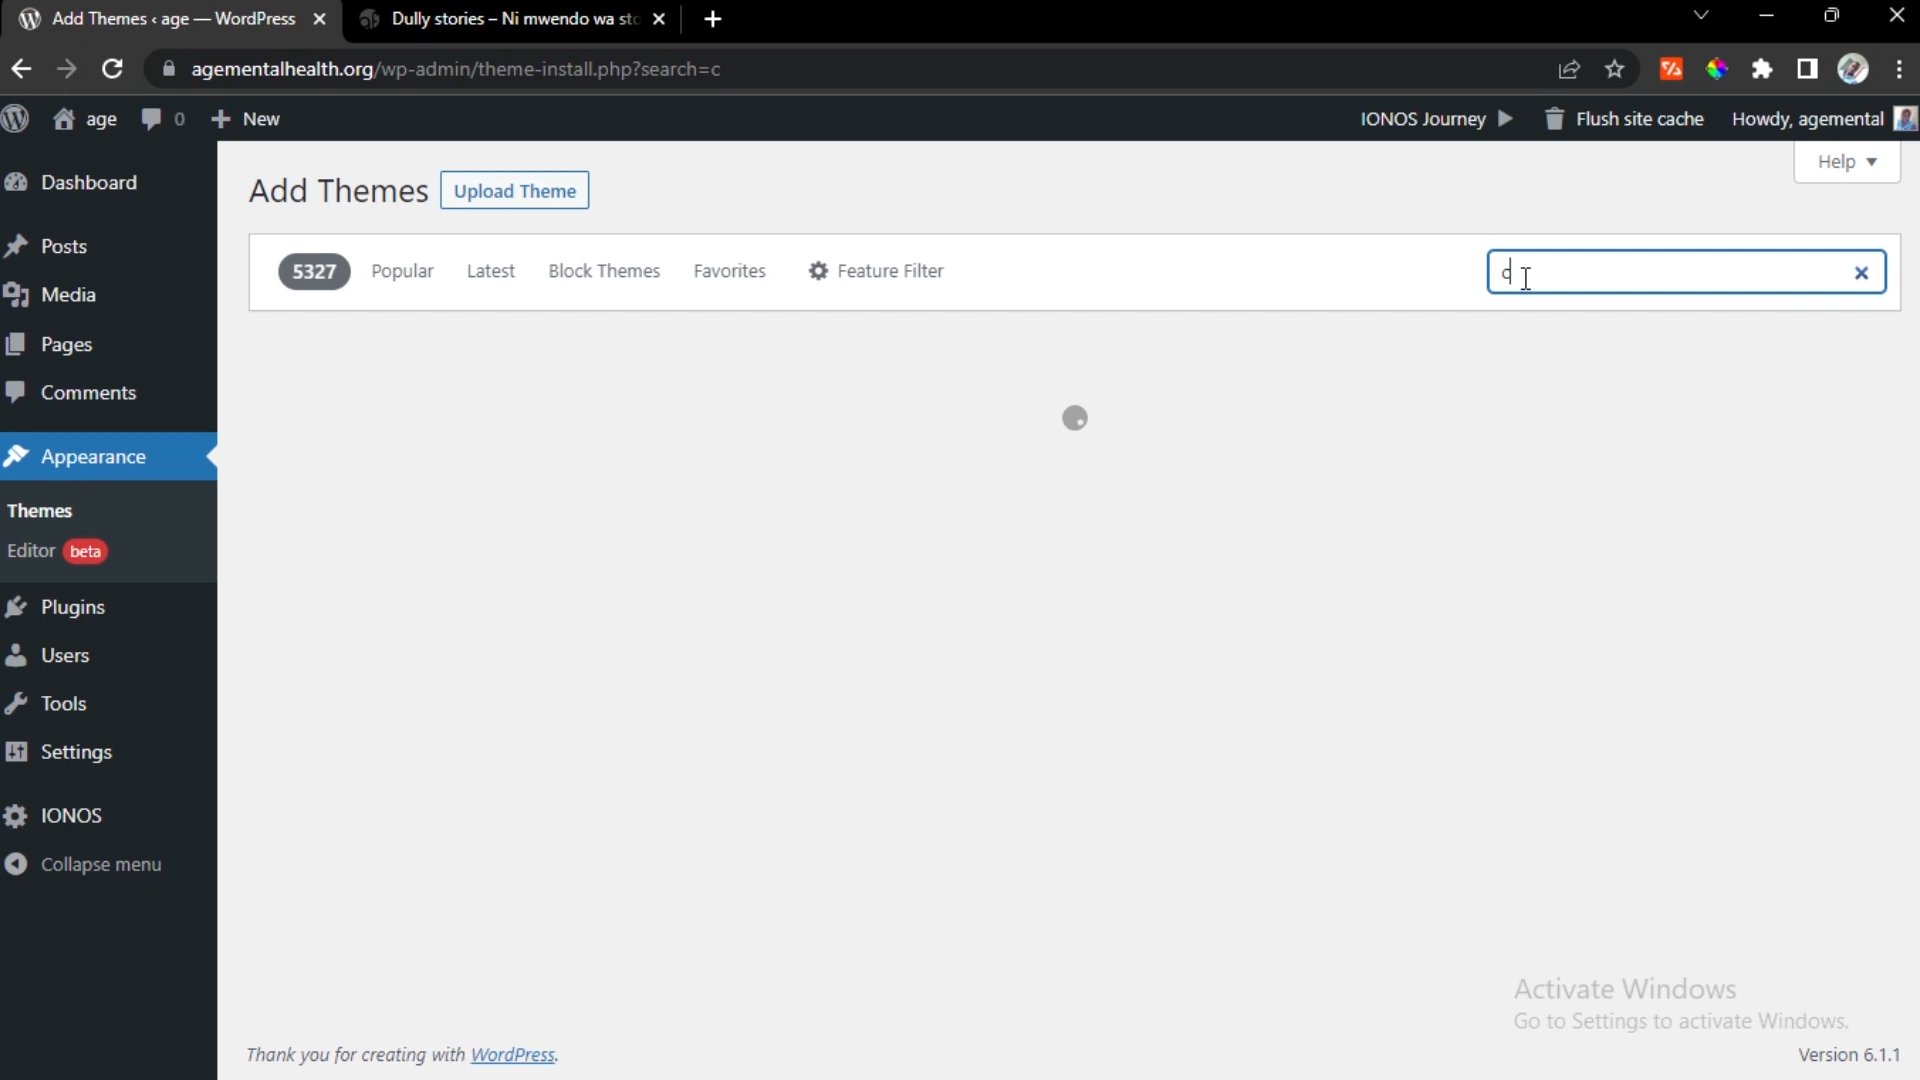 Add Themes ‹ age — WordPress
Dully stories – Ni mwendo wa sto
agementalhealth.org/wp-admin/theme-install.php?search=c
age
0
New
IONOS Journey
Flush site cache
Howdy, agemental
Dashboard
Posts
Media
Pages
Comments
Appearance
Themes
Editor beta
Plugins
Users
Tools
Settings
IONOS
Collapse menu
Help
Add Themes
Upload Theme
5327
Popular
Latest
Block Themes
Favorites
Feature Filter
c
Activate Windows
Go to Settings to activate Windows.
Thank you for creating with WordPress.
Version 6.1.1